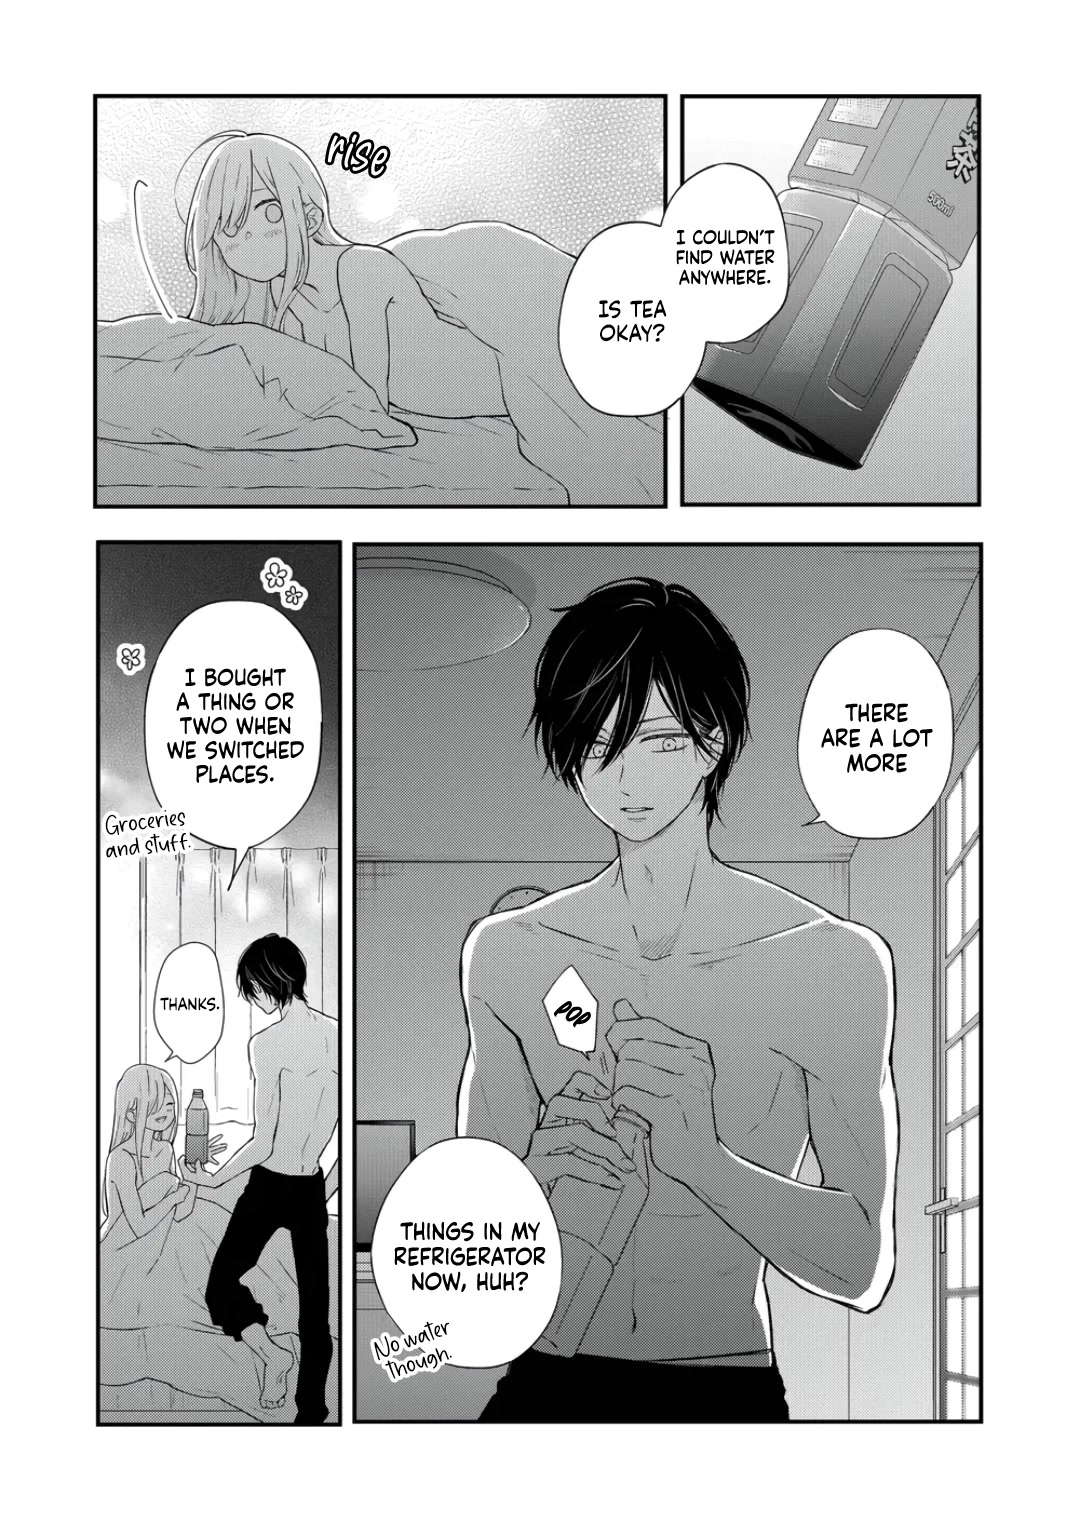 I COULDN'T
FIND WATER
ANYWHERE.
IS TEA
OKAY?
500ml
茶
rise
THERE
ARE A LOT
MORE
POP
THINGS IN MY
REFRIGERATOR
NOW, HUH?
No water
though.
I BOUGHT
A THING OR
TWO WHEN
WE SWITCHED
PLACES.
Groceries
and stuff.
THANKS.